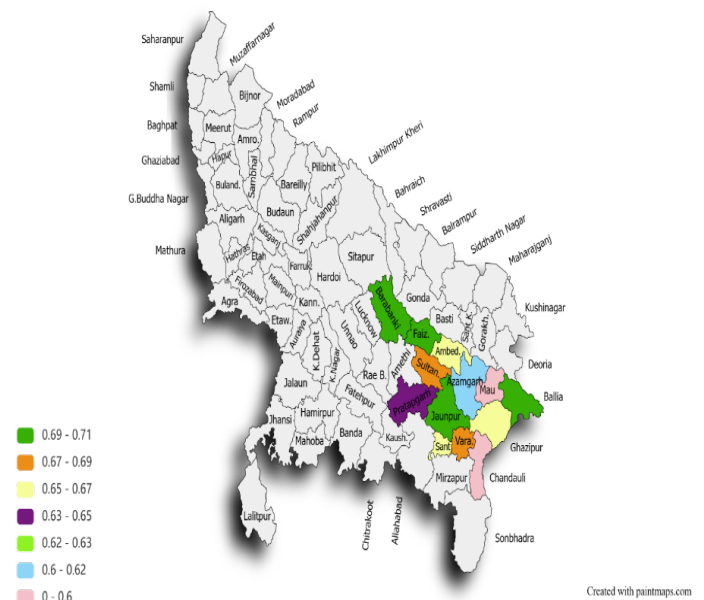 Saharanpur
Muzaffarnagar
Shamli
Bijnor
Moradabad
Rampur
Baghpat
Meerut
Amro.
Lakhimpur Kheri
Ghaziabad
Hapur
Sambhal
Pilibhit
Buland.
Bareilly
Bahraich
G.Buddha Nagar
Budaun
Shahjahanpur
Shravasti
Aligarh
Balrampur
Kasganj
Siddharth Nagar
Mathura
Hathras
Etah
Maharajganj
Farruk.
Sitapur
Hardoi
Firozabad
Mainpuri
Agra
Kann.
Barabanki
Gonda
Kushinagar
Etaw.
Auraiya
Lucknow
Basti
Sant K
Gorakh.
K.Dehat
Unnao
Faiz.
Ambed.
K.Nagar
Rae B.
Amethi
Sultan.
Deoria
Jalaun
Azamgarh
Mau
Fatehpur
Pratapgarh
Ballia
Hamirpur
Jaunpur
Jhansi
Mahoba
Banda
Kaush.
Sant
Vara.
Ghazipur
Mirzapur
Chandauli
Lalitpur
Chitrakoot
Allahabad
Sonbhadra
0.69 - 0.71
0.67 - 0.69
0.65 - 0.67
0.63 - 0.65
0.62 - 0.63
0.6 - 0.62
0 - 0.6
Created with paintmaps.com